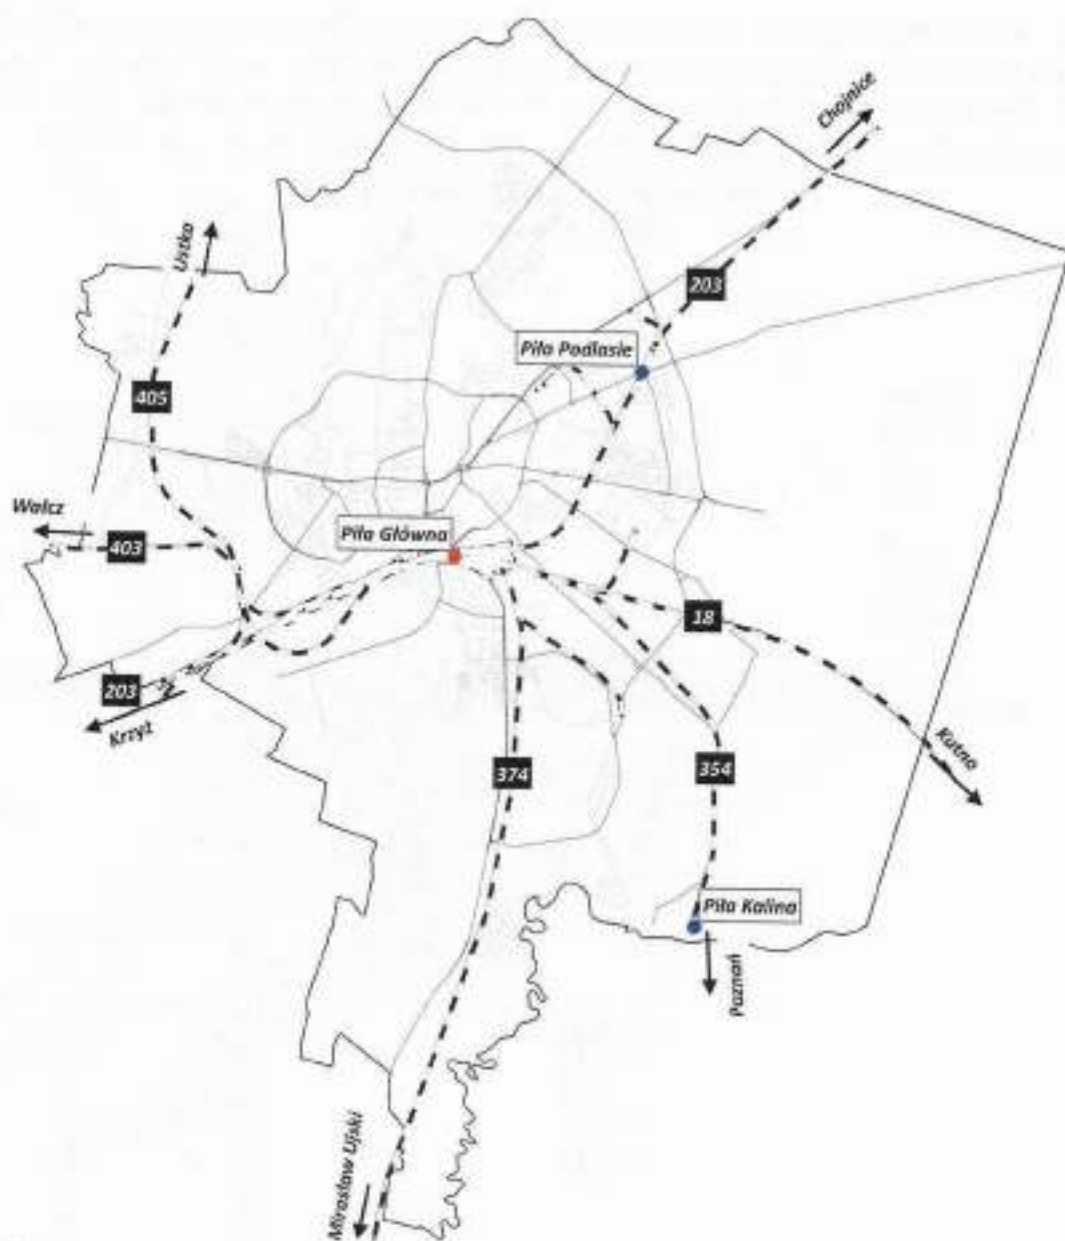 Chojnice
Ustka
203
Piła Podlasie
405
Wałcz
Piła Główna
403
18
203
Krzyż
Kutno
374
354
Piła Kalina
Poznań
Mirosław Ujski